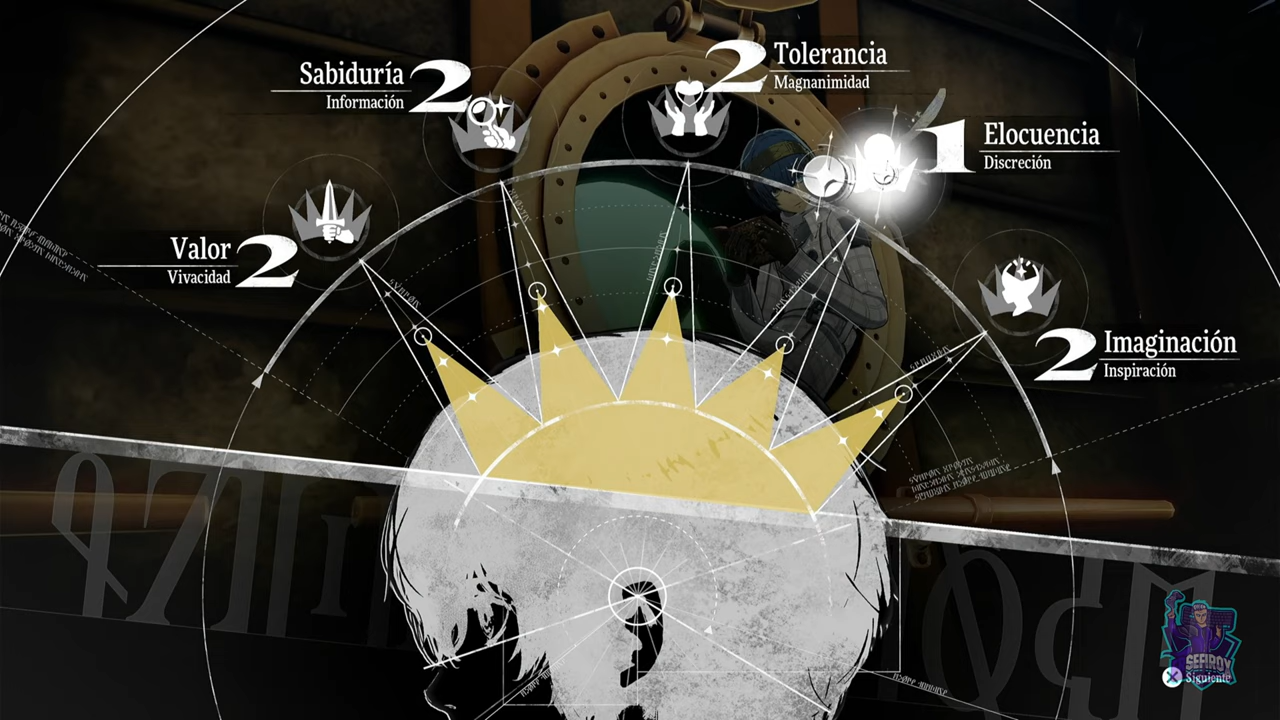 Sabiduría 2
Información
2 Tolerancia
Magnanimidad
1 Elocuencia
Discreción
Valor 2
Vivacidad
2 Imaginación
Inspiración
SEFIROY
Siguiente